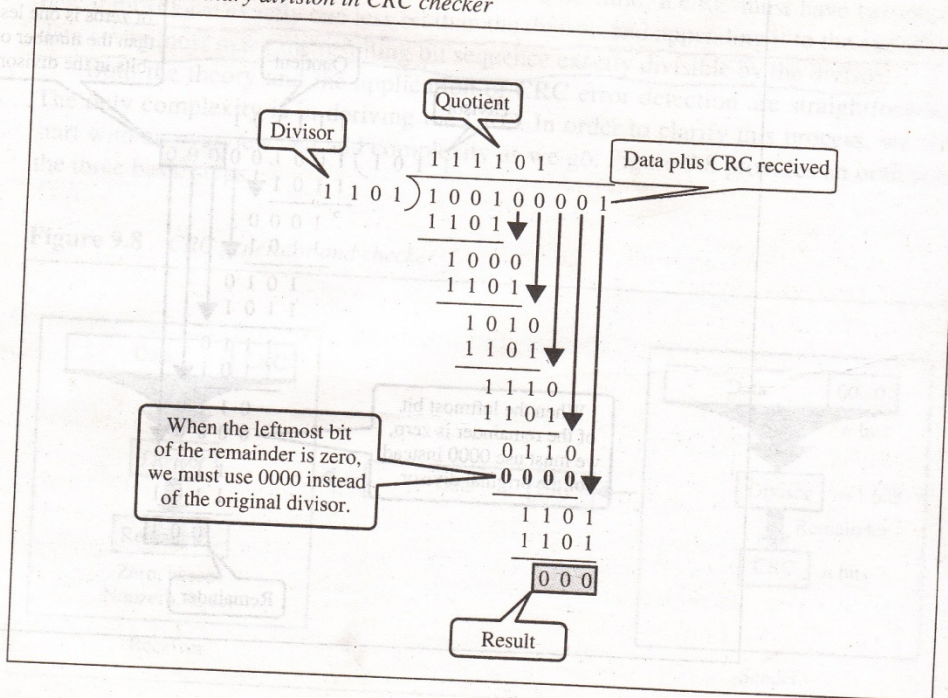 division in CRC checker
Quotient
Divisor
1 1 1 1 0 1
Data plus CRC received
1 1 0 1 ) 1 0 0 1 0 0 0 0 1
1 1 0 1
1 0 0 0
1 1 0 1
1 0 1 0
1 1 0 1
1 1 1 0
1 1 0 1
When the leftmost bit
of the remainder is zero,
we must use 0000 instead
of the original divisor.
0 1 1 0
0 0 0 0
1 1 0 1
1 1 0 1
0 0 0
Result